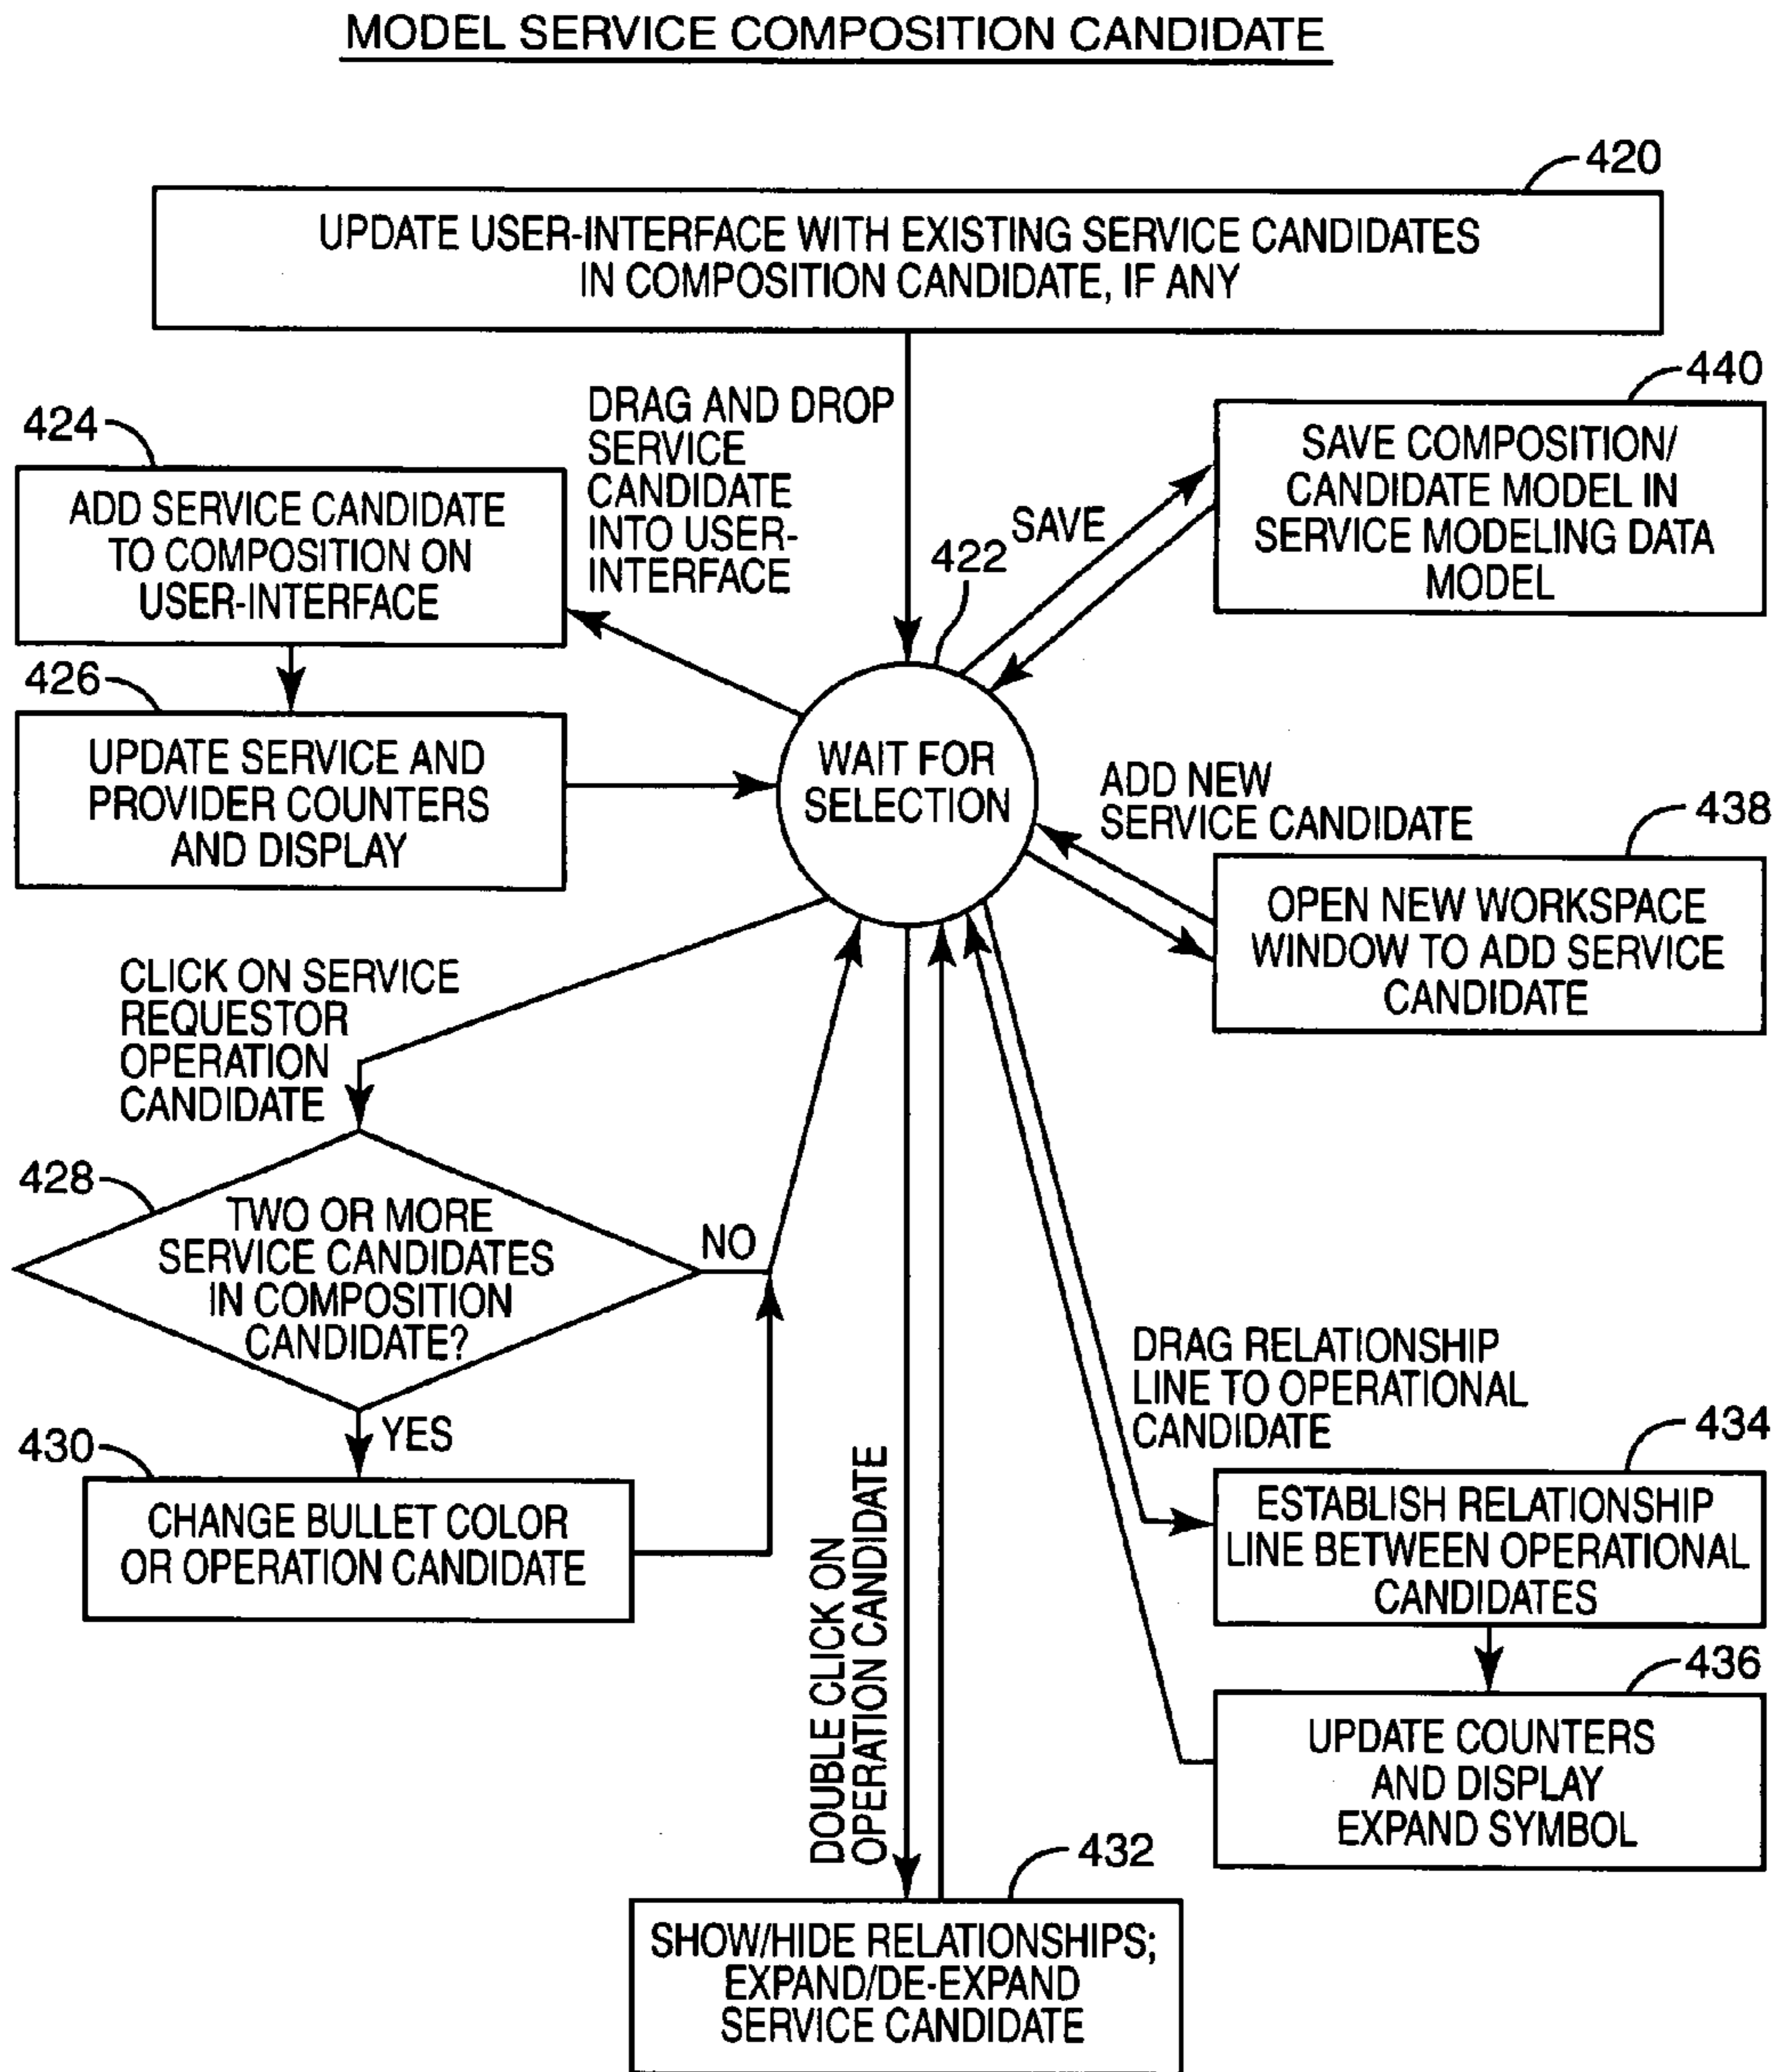 MODEL SERVICE COMPOSITION CANDIDATE
420
UPDATE USER-INTERFACE WITH EXISTING SERVICE CANDIDATES
IN COMPOSITION CANDIDATE, IF ANY
DRAG AND DROP
SERVICE
CANDIDATE
INTO USER-
INTERFACE
424
ADD SERVICE CANDIDATE
TO COMPOSITION ON
USER-INTERFACE
426
UPDATE SERVICE AND
PROVIDER COUNTERS
AND DISPLAY
422
WAIT FOR
SELECTION
SAVE
440
SAVE COMPOSITION/
CANDIDATE MODEL IN
SERVICE MODELING DATA
MODEL
ADD NEW
SERVICE CANDIDATE
438
OPEN NEW WORKSPACE
WINDOW TO ADD SERVICE
CANDIDATE
CLICK ON SERVICE
REQUESTOR
OPERATION
CANDIDATE
428
TWO OR MORE
SERVICE CANDIDATES
IN COMPOSITION
CANDIDATE?
NO
YES
430
CHANGE BULLET COLOR
OR OPERATION CANDIDATE
DOUBLE CLICK ON
OPERATION CANDIDATE
432
SHOW/HIDE RELATIONSHIPS;
EXPAND/DE-EXPAND
SERVICE CANDIDATE
DRAG RELATIONSHIP
LINE TO OPERATIONAL
CANDIDATE
434
ESTABLISH RELATIONSHIP
LINE BETWEEN OPERATIONAL
CANDIDATES
436
UPDATE COUNTERS
AND DISPLAY
EXPAND SYMBOL